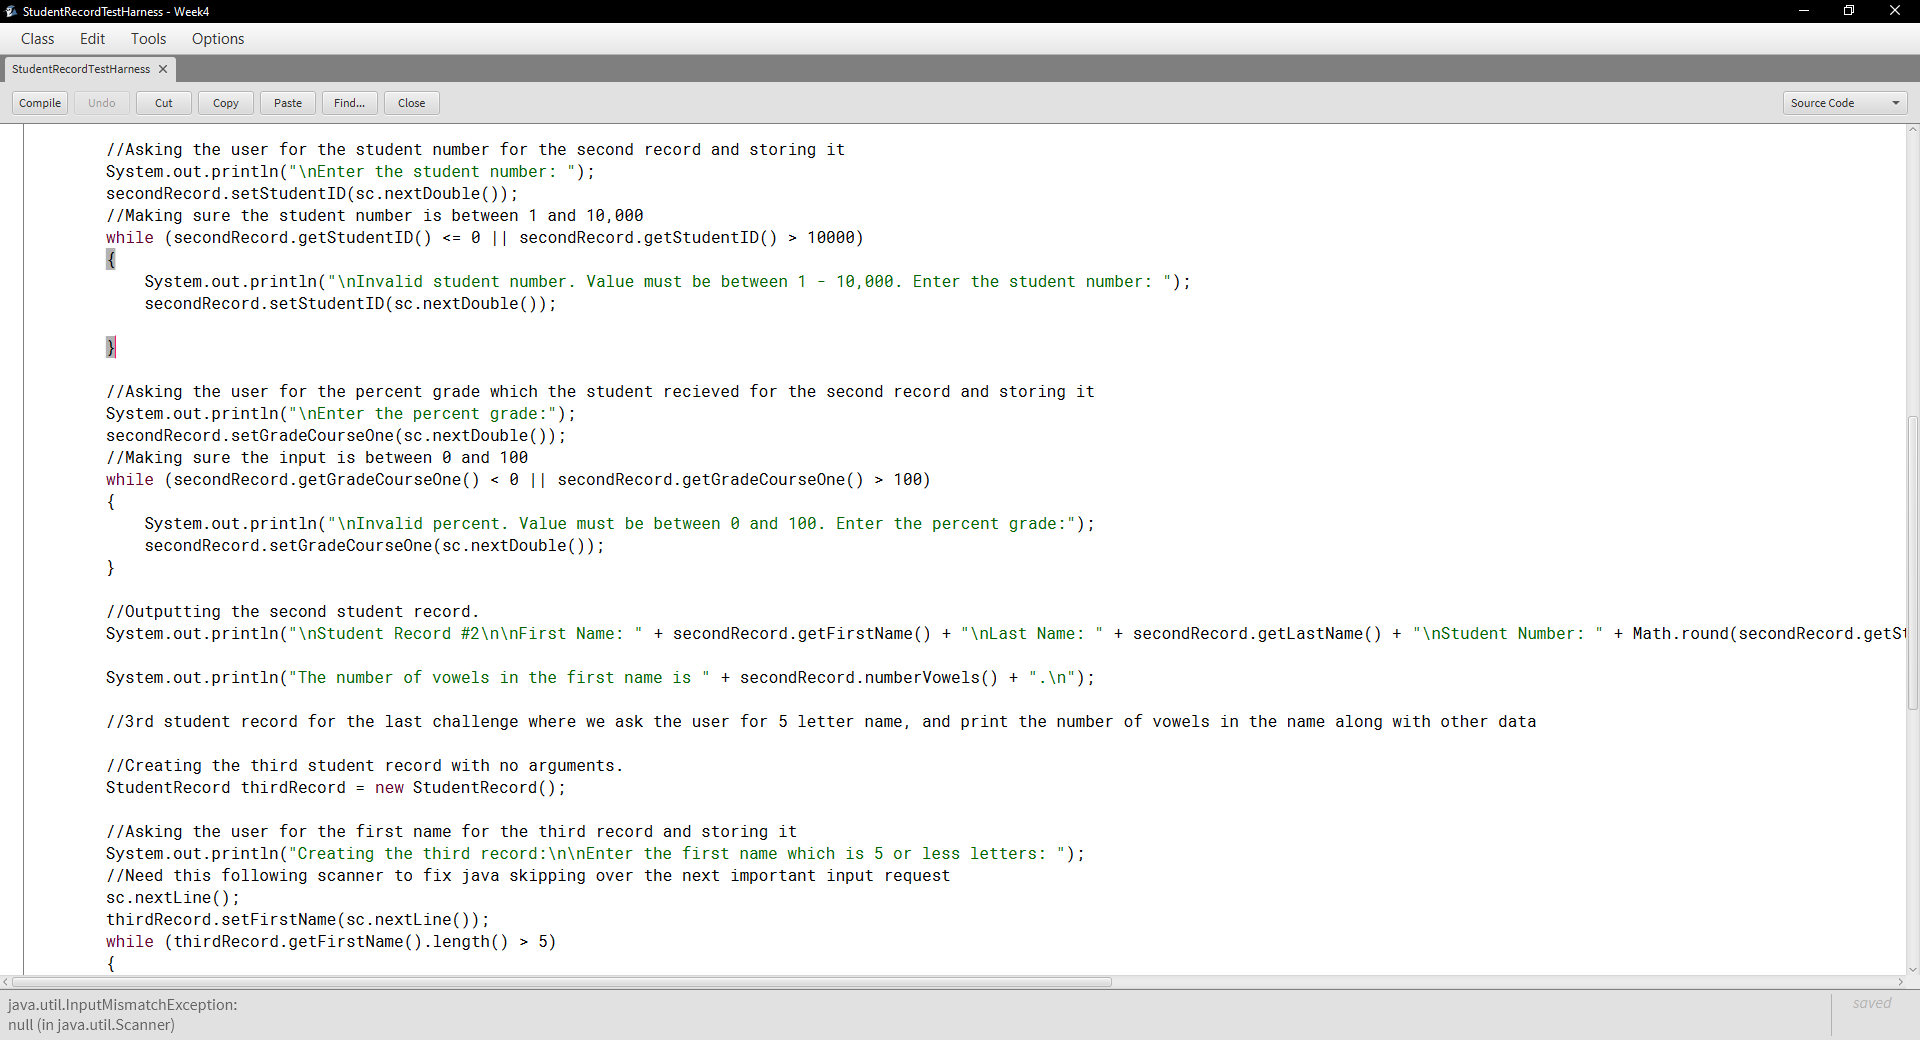 StudentRecordTestHarness - Week4
Class Edit Tools Options
StudentRecordTestHarness
Compile Undo Cut Copy Paste Find... Close Source Code
//Asking the user for the student number for the second record and storing it
System.out.println("\nEnter the student number: ");
secondRecord.setStudentID(sc.nextDouble());
//Making sure the student number is between 1 and 10,000
while (secondRecord.getStudentID() <= 0 || secondRecord.getStudentID() > 10000)
{
System.out.println("\nInvalid student number. Value must be between 1 - 10,000. Enter the student number: ");
secondRecord.setStudentID(sc.nextDouble());
}
//Asking the user for the percent grade which the student recieved for the second record and storing it
System.out.println("\nEnter the percent grade:");
secondRecord.setGradeCourseOne(sc.nextDouble());
//Making sure the input is between 0 and 100
while (secondRecord.getGradeCourseOne() < 0 || secondRecord.getGradeCourseOne() > 100)
{
System.out.println("\nInvalid percent. Value must be between 0 and 100. Enter the percent grade:");
secondRecord.setGradeCourseOne(sc.nextDouble());
}
//Outputting the second student record.
System.out.println("\nStudent Record #2\n\nFirst Name: " + secondRecord.getFirstName() + "\nLast Name: " + secondRecord.getLastName() + "\nStudent Number: " + Math.round(secondRecord.getSt
System.out.println("The number of vowels in the first name is " + secondRecord.numberVowels() + ".\n");
//3rd student record for the last challenge where we ask the user for 5 letter name, and print the number of vowels in the name along with other data
//Creating the third student record with no arguments.
StudentRecord thirdRecord = new StudentRecord();
//Asking the user for the first name for the third record and storing it
System.out.println("Creating the third record:\n\nEnter the first name which is 5 or less letters: ");
//Need this following scanner to fix java skipping over the next important input request
sc.nextLine();
thirdRecord.setFirstName(sc.nextLine());
while (thirdRecord.getFirstName().length() > 5)
{
java.util.InputMismatchException:
null (in java.util.Scanner)
saved